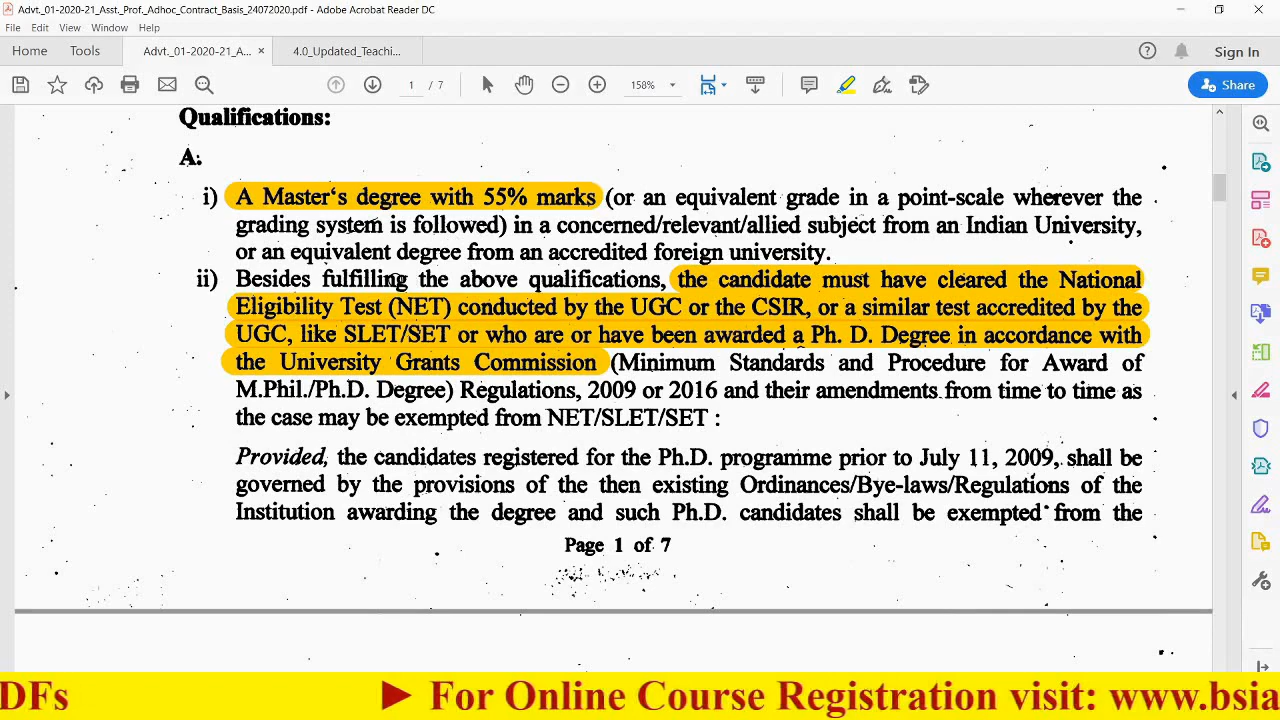 Advt._01-2020-21_Asst._Prof._Adhoc_Contract_Basis_24072020.pdf - Adobe Acrobat Reader DC
File Edit View Window Help
Home Tools Advt._01-2020-21_A... × 4.0_Updated_Teachi... Sign In
1 / 7 158% Share
Qualifications:
A:
i) A Master's degree with 55% marks (or an equivalent grade in a point-scale wherever the
grading system is followed) in a concerned/relevant/allied subject from an Indian University,
or an equivalent degree from an accredited foreign university.
ii) Besides fulfilling the above qualifications, the candidate must have cleared the National
Eligibility Test (NET) conducted by the UGC or the CSIR, or a similar test accredited by the
UGC, like SLET/SET or who are or have been awarded a Ph. D. Degree in accordance with
the University Grants Commission (Minimum Standards and Procedure for Award of
M.Phil./Ph.D. Degree) Regulations, 2009 or 2016 and their amendments from time to time as
the case may be exempted from NET/SLET/SET :
Provided, the candidates registered for the Ph.D. programme prior to July 11, 2009, shall be
governed by the provisions of the then existing Ordinances/Bye-laws/Regulations of the
Institution awarding the degree and such Ph.D. candidates shall be exempted from the
Page 1 of 7
DFs ► For Online Course Registration visit: www.bsia